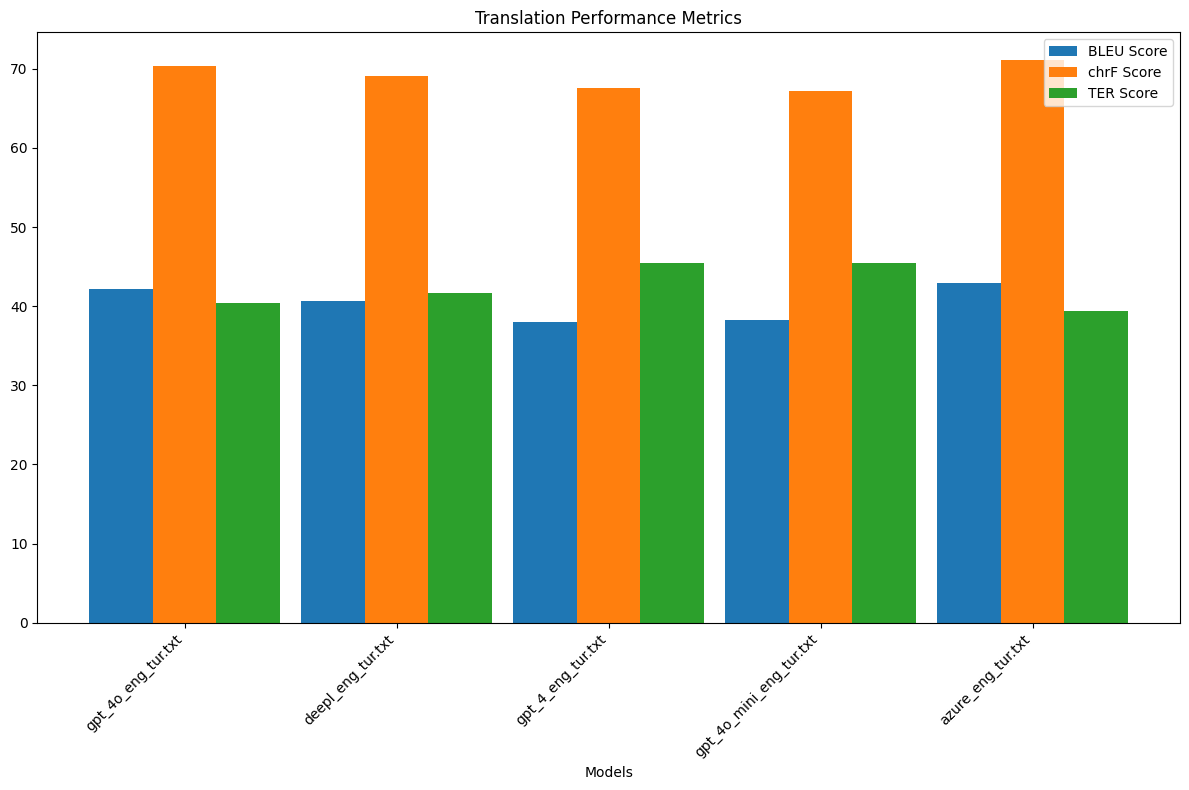 Translation Performance Metrics
BLEU Score
chrF Score
TER Score
70
60
50
40
30
20
10
0
gpt_4o_eng_tur.txt
deepl_eng_tur.txt
gpt_4_eng_tur.txt
gpt_4o_mini_eng_tur.txt
azure_eng_tur.txt
Models